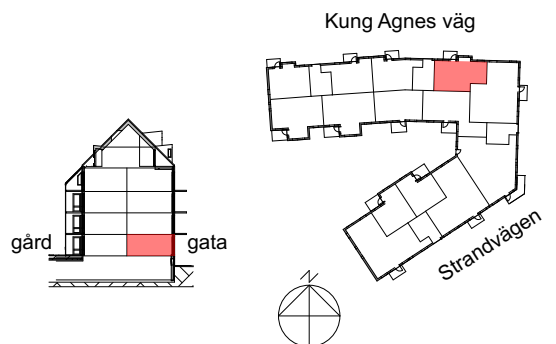 Kung Agnes väg
gård
gata
Strandvägen
N